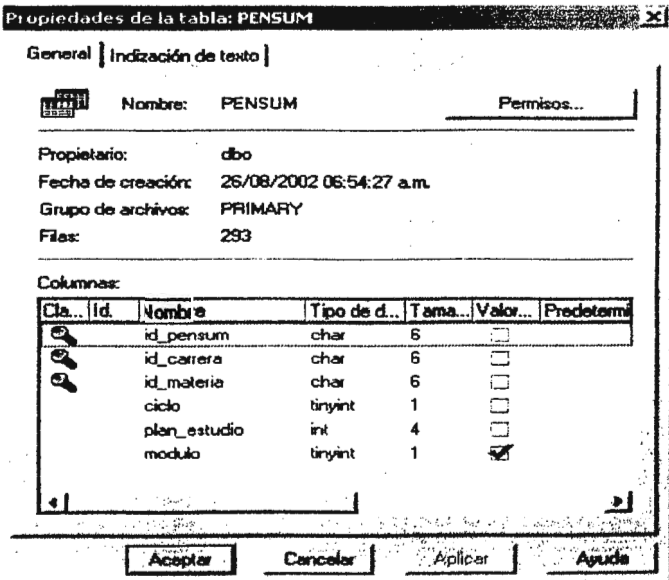 Propiedades de la tabla: PENSUM
General Indización de texto
Nombre: PENSUM Permisos...
Propietario: dbo
Fecha de creación: 26/08/2002 06:54:27 a.m.
Grupo de archivos: PRIMARY
Filas: 293
Columnas:
Cla... Id. Nombre Tipo de d... Tama... Valor... Predetermi
id_pensum char 6
id_carrera char 6
id_materia char 6
ciclo tinyint 1
plan_estudio int 4
modulo tinyint 1
Aceptar Cancelar Aplicar Ayuda